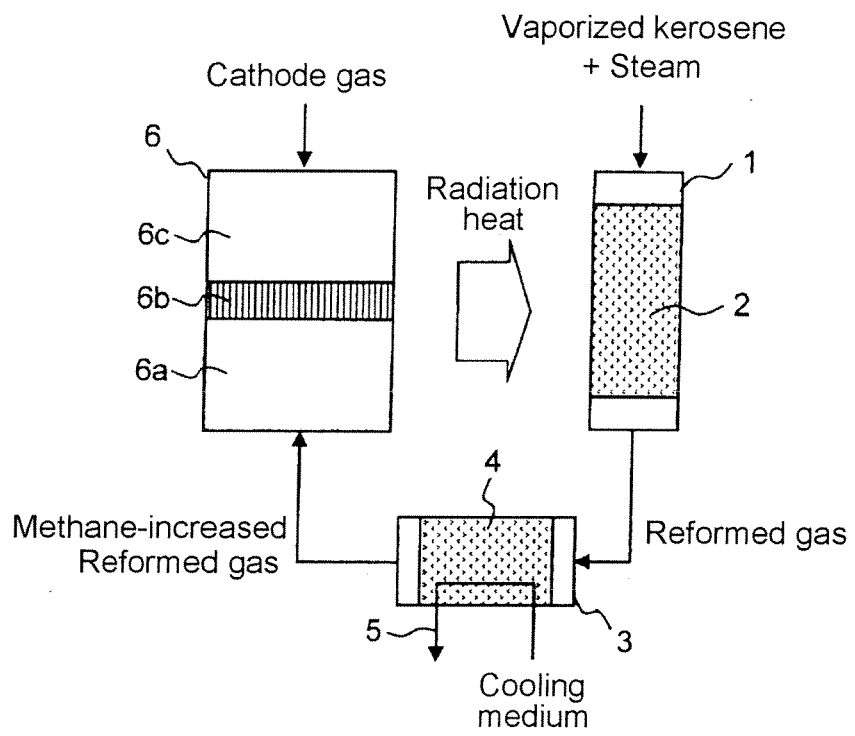 Vaporized kerosene
+ Steam
Cathode gas
6
1
Radiation
heat
6c
6b
2
6a
4
Methane-increased
Reformed gas
Reformed gas
5
3
Cooling
medium